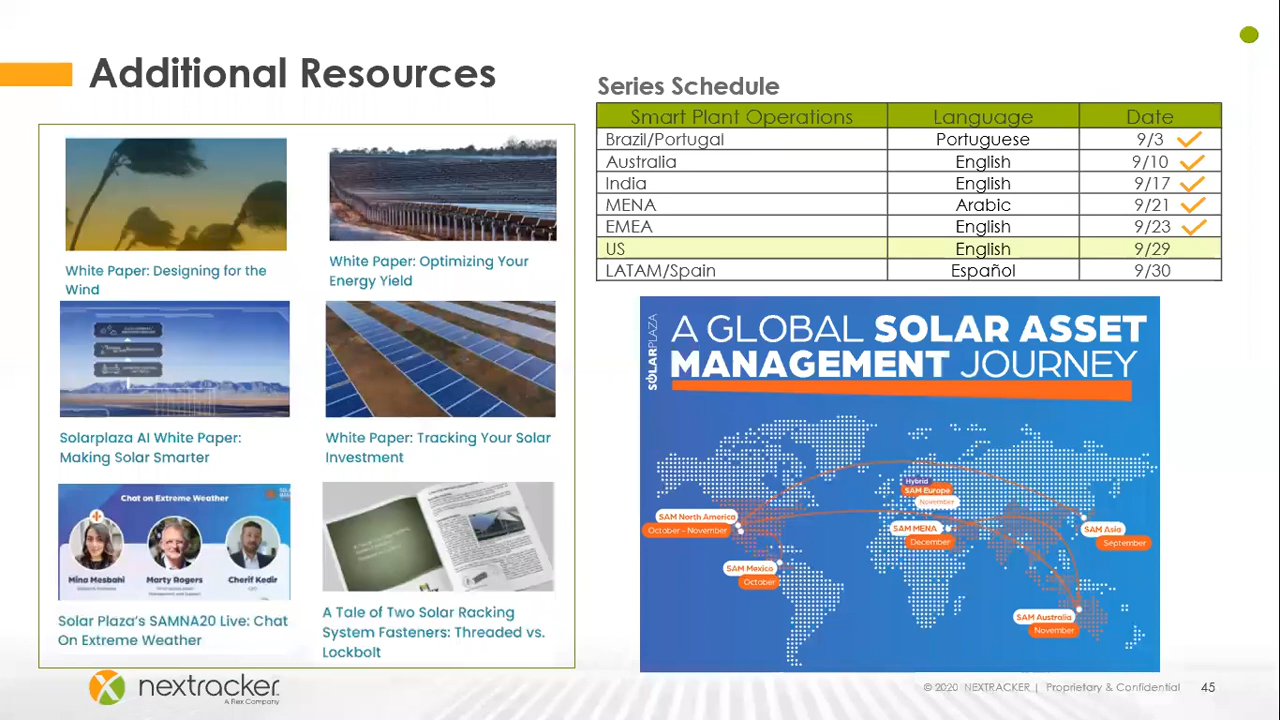 Additional Resources
White Paper: Designing for the
Wind
White Paper: Optimizing Your
Energy Yield
Solarplaza AI White Paper:
Making Solar Smarter
White Paper: Tracking Your Solar
Investment
Chat on Extreme Weather
Mina Mesbahi
Marty Rogers
Cherif Kedir
Solar Plaza's SAMNA20 Live: Chat
On Extreme Weather
A Tale of Two Solar Racking
System Fasteners: Threaded vs.
Lockbolt
Series Schedule
Smart Plant Operations Language Date
Brazil/Portugal Portuguese 9/3
Australia English 9/10
India English 9/17
MENA Arabic 9/21
EMEA English 9/23
US English 9/29
LATAM/Spain Español 9/30
SOLARPLAZA
A GLOBAL SOLAR ASSET
MANAGEMENT JOURNEY
Hybrid
SAM Europe
November
SAM North America
October - November
SAM MENA
December
SAM Asia
September
SAM Mexico
October
SAM Australia
November
nextracker
A Flex Company
© 2020 NEXTRACKER | Proprietary & Confidential 45